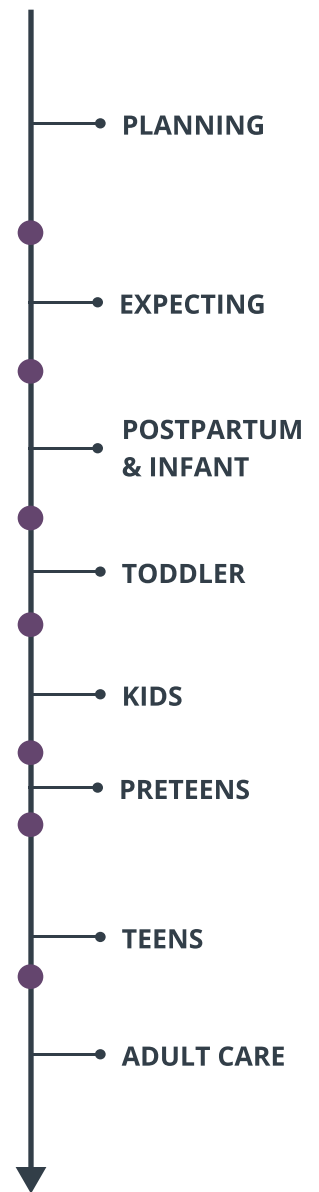 PLANNING
EXPECTING
POSTPARTUM
& INFANT
TODDLER
KIDS
PRETEENS
TEENS
ADULT CARE